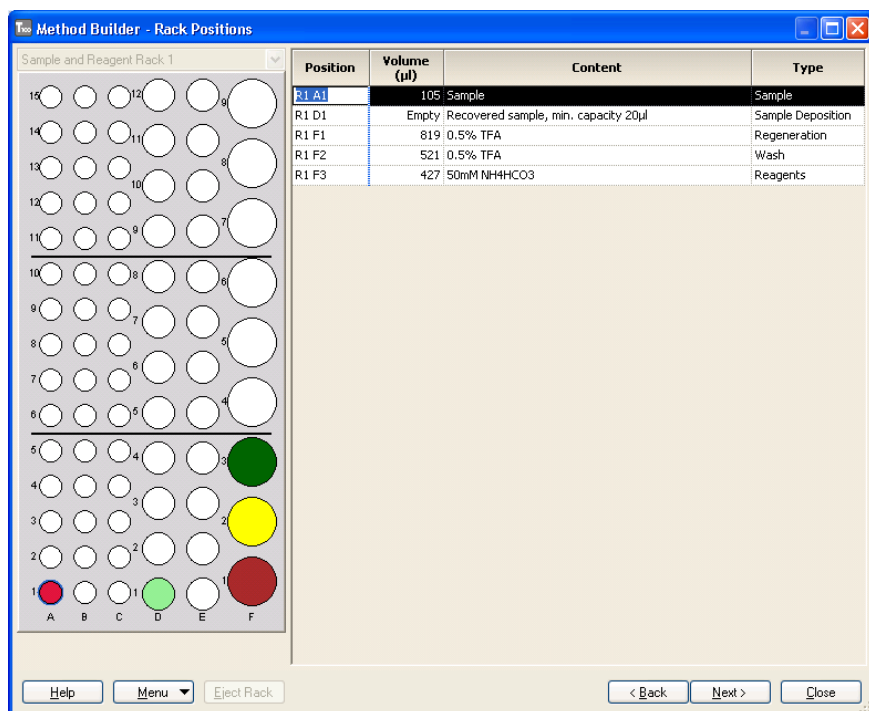 T100 Method Builder - Rack Positions
Sample and Reagent Rack 1
15 12 9
14 11
13 8
12 10
11 9 7
10 8 6
9 7
8 5
7 6
6 5 4
5 4 3
4
3 3 2
2 2
1 1 1
A B C D E F
Position Volume (µl) Content Type
R1 A1 105 Sample Sample
R1 D1 Empty Recovered sample, min. capacity 20µl Sample Deposition
R1 F1 819 0.5% TFA Regeneration
R1 F2 521 0.5% TFA Wash
R1 F3 427 50mM NH4HCO3 Reagents
Help Menu Eject Rack < Back Next > Close